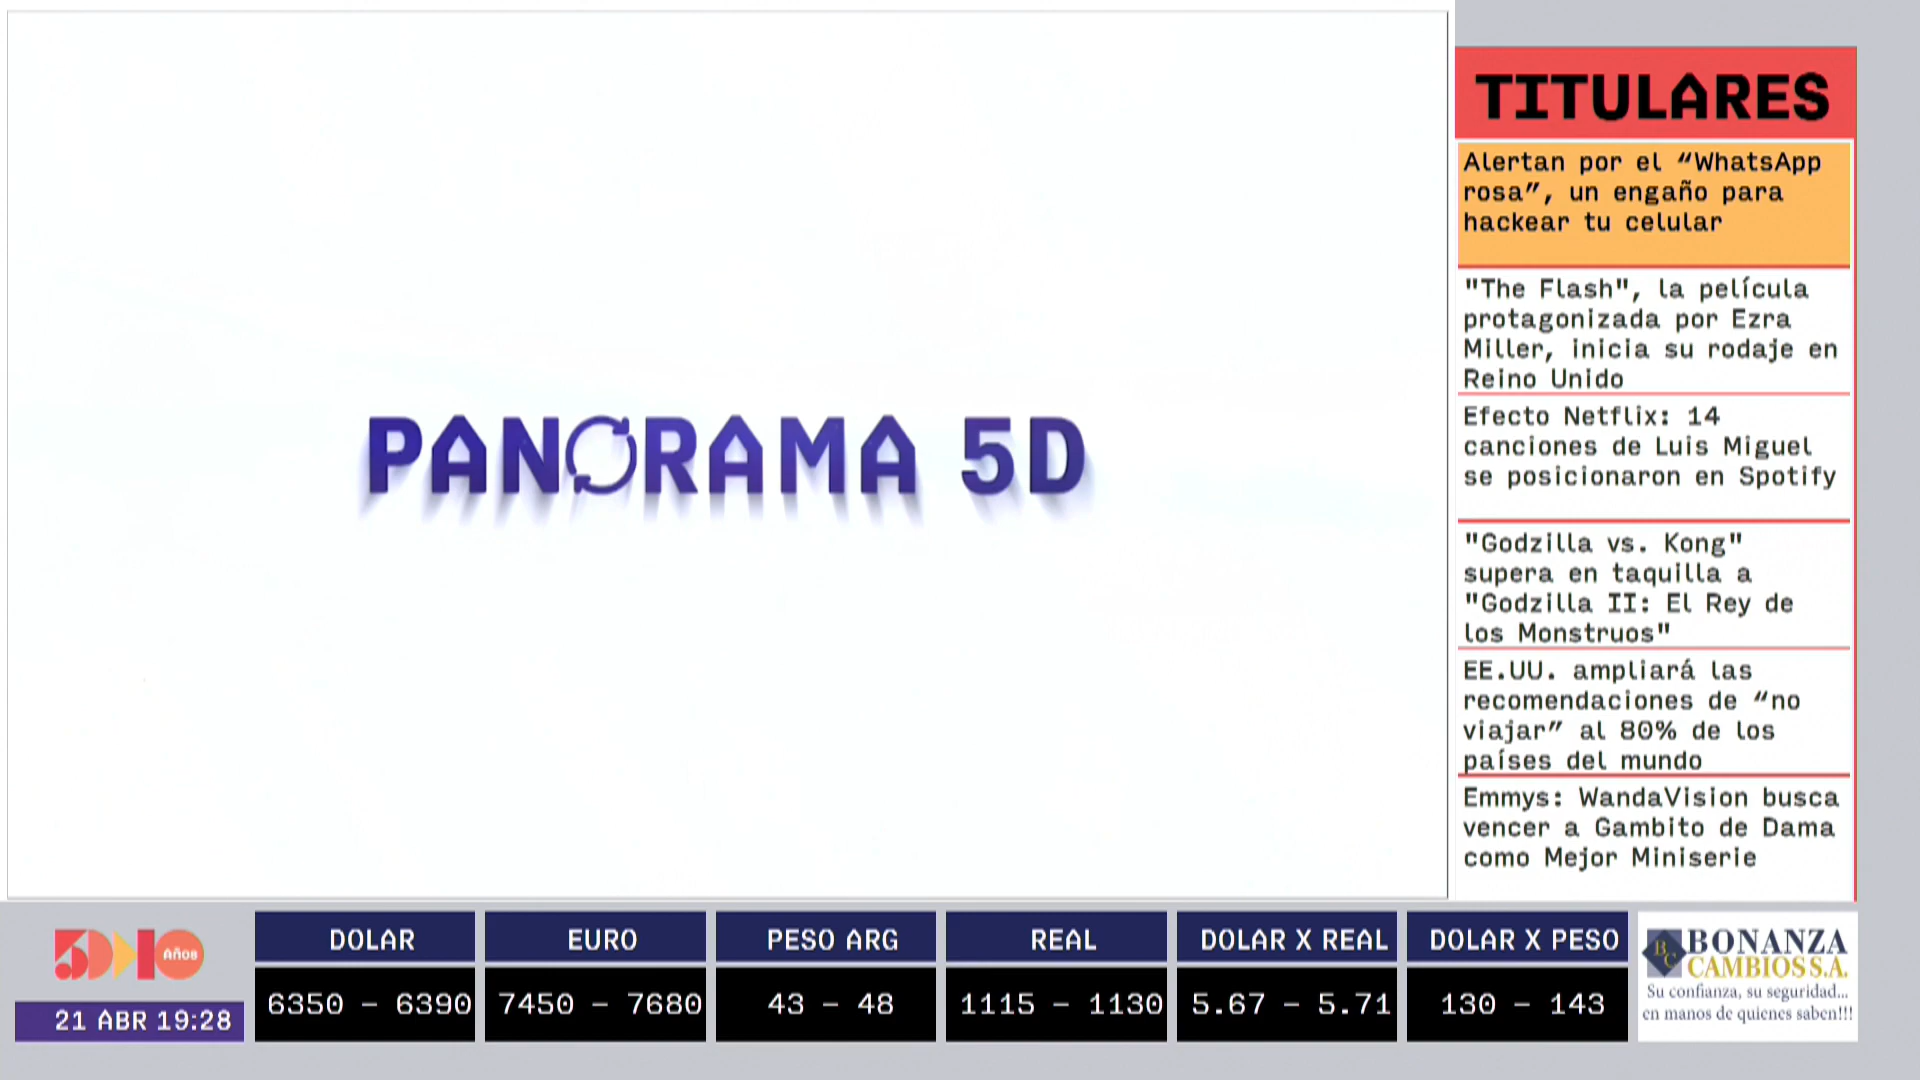 PANORAMA 5D
TITULARES
Alertan por el “WhatsApp
rosa”, un engaño para
hackear tu celular
"The Flash", la película
protagonizada por Ezra
Miller, inicia su rodaje en
Reino Unido
Efecto Netflix: 14
canciones de Luis Miguel
se posicionaron en Spotify
"Godzilla vs. Kong"
supera en taquilla a
"Godzilla II: El Rey de
los Monstruos"
EE.UU. ampliará las
recomendaciones de “no
viajar” al 80% de los
países del mundo
Emmys: WandaVision busca
vencer a Gambito de Dama
como Mejor Miniserie
5D 10 Años
21 ABR 19:28
DOLAR
6350 – 6390
EURO
7450 – 7680
PESO ARG
43 – 48
REAL
1115 – 1130
DOLAR X REAL
5.67 – 5.71
DOLAR X PESO
130 – 143
BC BONANZA
CAMBIOS S.A.
Su confianza, su seguridad...
en manos de quienes saben!!!